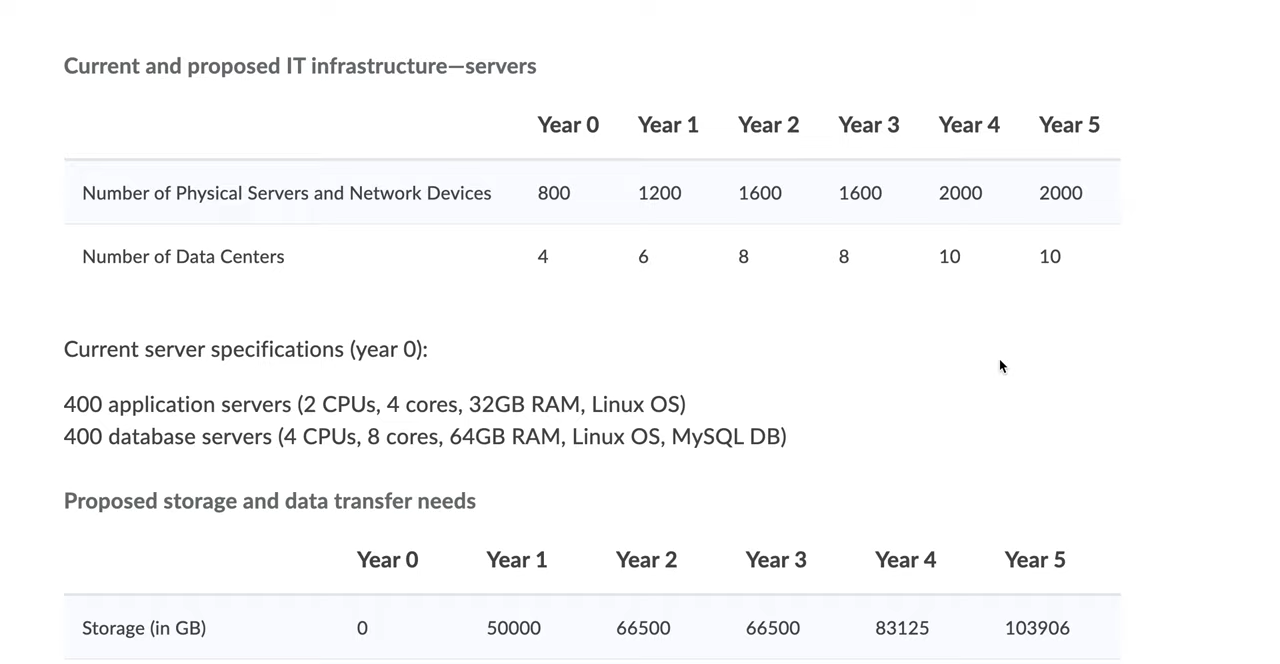 Current and proposed IT infrastructure—servers
Year 0 Year 1 Year 2 Year 3 Year 4 Year 5
Number of Physical Servers and Network Devices 800 1200 1600 1600 2000 2000
Number of Data Centers 4 6 8 8 10 10
Current server specifications (year 0):
400 application servers (2 CPUs, 4 cores, 32GB RAM, Linux OS)
400 database servers (4 CPUs, 8 cores, 64GB RAM, Linux OS, MySQL DB)
Proposed storage and data transfer needs
Year 0 Year 1 Year 2 Year 3 Year 4 Year 5
Storage (in GB) 0 50000 66500 66500 83125 103906